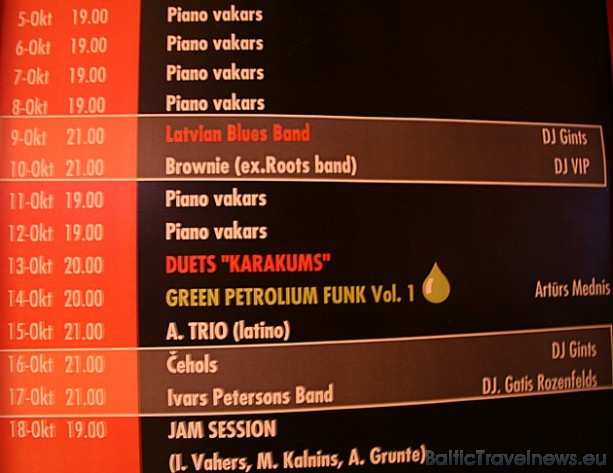 5-Okt 19.00 Piano vakars
6-Okt 19.00 Piano vakars
7-Okt 19.00 Piano vakars
8-Okt 19.00 Piano vakars
9-Okt 21.00 Latvian Blues Band DJ Gints
10-Okt 21.00 Brownie (ex.Roots band) DJ VIP
11-Okt 19.00 Piano vakars
12-Okt 19.00 Piano vakars
13-Okt 20.00 DUETS "KARAKUMS"
14-Okt 20.00 GREEN PETROLIUM FUNK Vol. 1 Artūrs Mednis
15-Okt 21.00 A. TRIO (latino)
16-Okt 21.00 Čehols DJ Gints
17-Okt 21.00 Ivars Petersons Band DJ. Gatis Rozenfelds
18-Okt 19.00 JAM SESSION
(I. Vahers, M. Kalnins, A. Grunte)
BalticTravelnews.eu